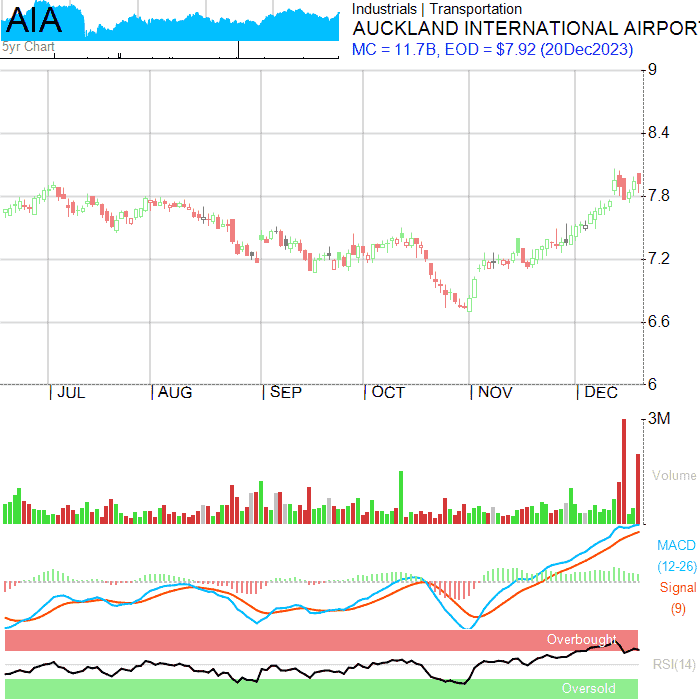 AIA
5yr Chart
Industrials | Transportation
AUCKLAND INTERNATIONAL AIRPORT
MC = 11.7B, EOD = $7.92 (20Dec2023)
9
8.4
7.8
7.2
6.6
6
JUL AUG SEP OCT NOV DEC
3M
Volume
MACD
(12-26)
Signal
(9)
Overbought
RSI(14)
Oversold